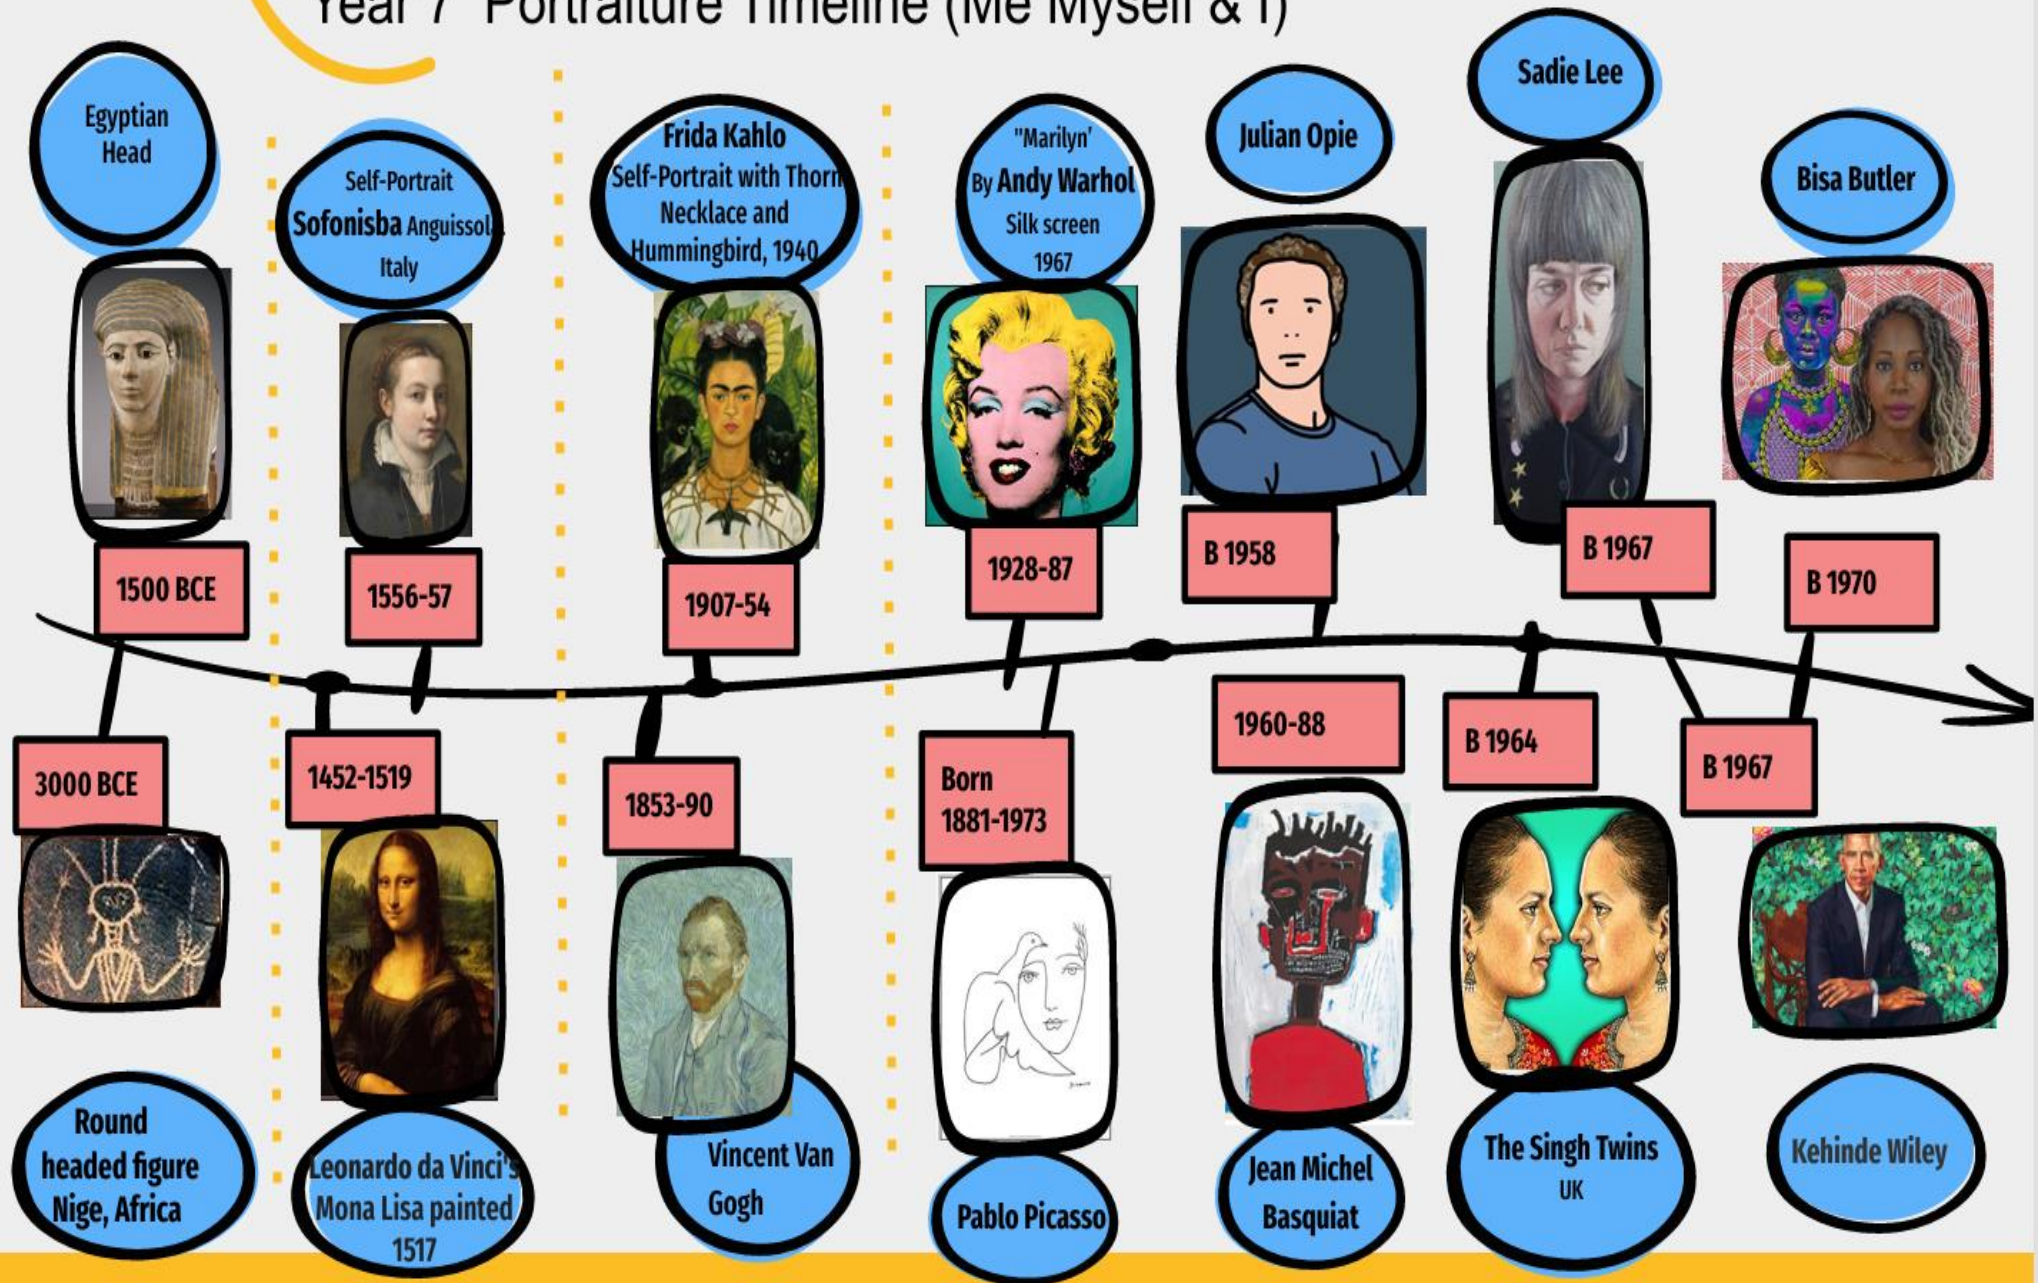 Year 7 Portraiture Timeline (Me Myself & I)
Egyptian
Head
Self-Portrait
Sofonisba Anguissola
Italy
Frida Kahlo
Self-Portrait with Thorn
Necklace and
Hummingbird, 1940
"Marilyn'
By Andy Warhol
Silk screen
1967
Julian Opie
Sadie Lee
Bisa Butler
1500 BCE
1556-57
1907-54
1928-87
B 1958
B 1967
B 1970
3000 BCE
1452-1519
1853-90
Born
1881-1973
1960-88
B 1964
B 1967
Round
headed figure
Nige, Africa
Leonardo da Vinci's
Mona Lisa painted
1517
Vincent Van
Gogh
Pablo Picasso
Jean Michel
Basquiat
The Singh Twins
UK
Kehinde Wiley